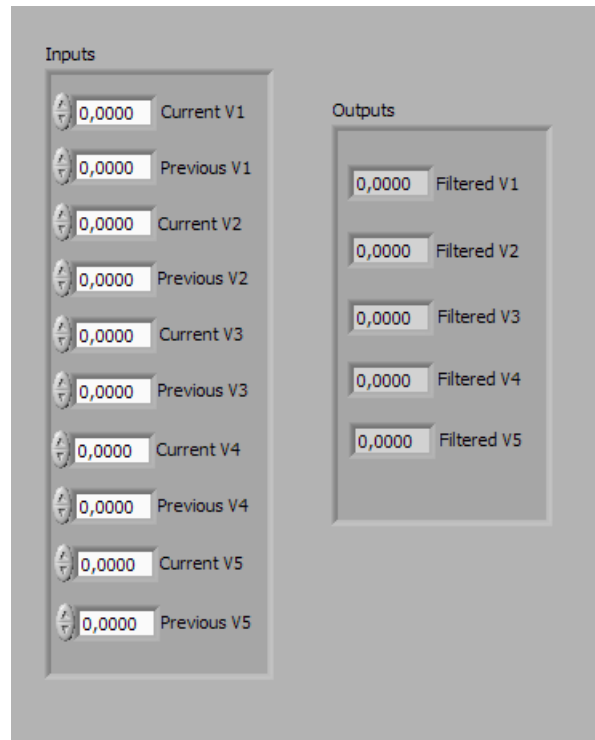 Inputs
0,0000 Current V1
0,0000 Previous V1
0,0000 Current V2
0,0000 Previous V2
0,0000 Current V3
0,0000 Previous V3
0,0000 Current V4
0,0000 Previous V4
0,0000 Current V5
0,0000 Previous V5
Outputs
0,0000 Filtered V1
0,0000 Filtered V2
0,0000 Filtered V3
0,0000 Filtered V4
0,0000 Filtered V5